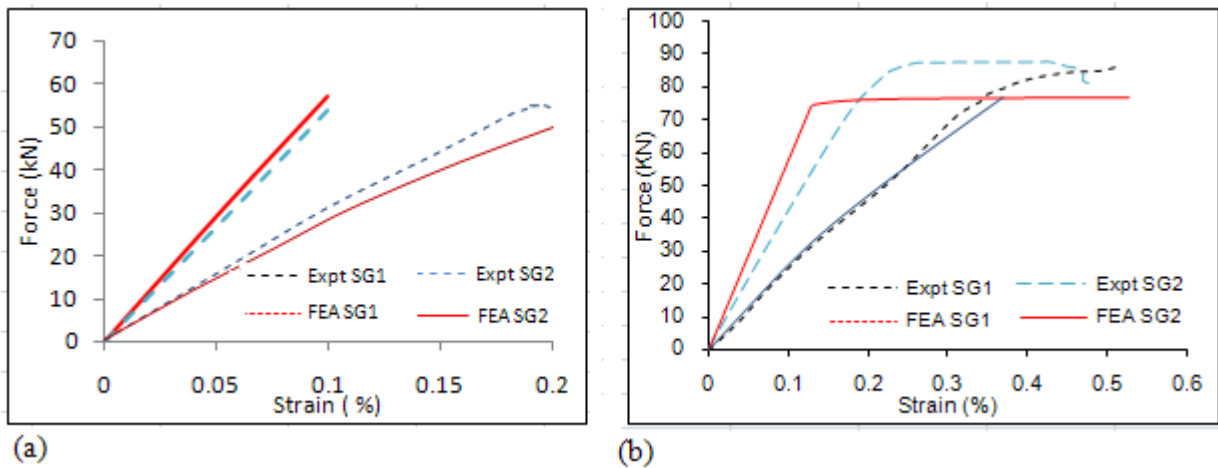 70
60
50
40
30
20
10
0
Force (kN)
0 0.05 0.1 0.15 0.2
Strain ( %)
Expt SG1 Expt SG2
FEA SG1 FEA SG2
(a)
100
90
80
70
60
50
40
30
20
10
0
Force (KN)
0 0.1 0.2 0.3 0.4 0.5 0.6
Strain (%)
Expt SG1 Expt SG2
FEA SG1 FEA SG2
(b)